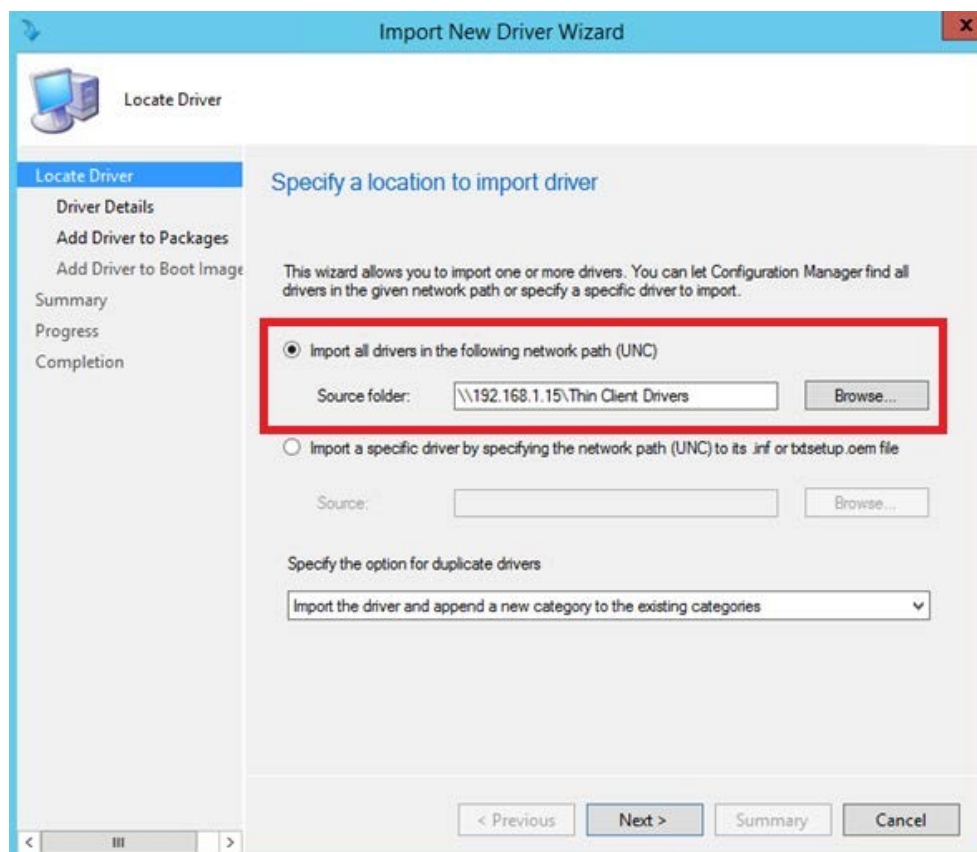 Import New Driver Wizard
x
Locate Driver
Locate Driver
Driver Details
Add Driver to Packages
Add Driver to Boot Image
Summary
Progress
Completion
Specify a location to import driver
This wizard allows you to import one or more drivers. You can let Configuration Manager find all
drivers in the given network path or specify a specific driver to import.
Import all drivers in the following network path (UNC)
Source folder: \\192.168.1.15\Thin Client Drivers Browse...
Import a specific driver by specifying the network path (UNC) to its .inf or txtsetup.oem file
Source: Browse...
Specify the option for duplicate drivers
Import the driver and append a new category to the existing categories
< Previous Next > Summary Cancel